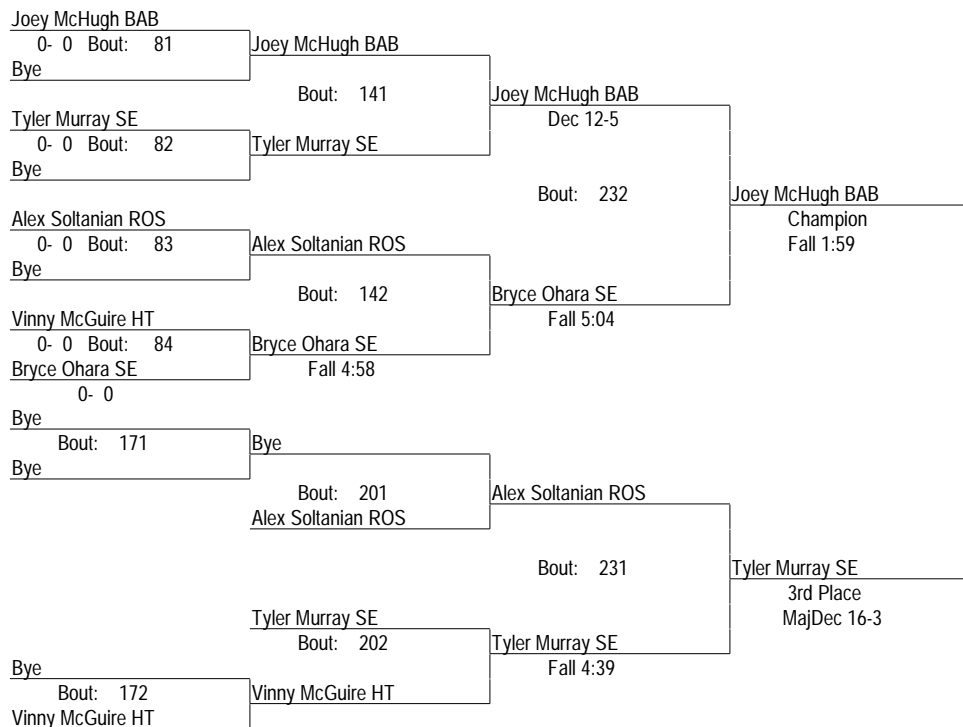 Joey McHugh BAB
0- 0 Bout: 81
Joey McHugh BAB
Bye
Bout: 141
Joey McHugh BAB
Dec 12-5
Tyler Murray SE
0- 0 Bout: 82
Tyler Murray SE
Bye
Bout: 232
Joey McHugh BAB
Champion
Fall 1:59
Alex Soltanian ROS
0- 0 Bout: 83
Alex Soltanian ROS
Bye
Bout: 142
Bryce Ohara SE
Fall 5:04
Vinny McGuire HT
0- 0 Bout: 84
Bryce Ohara SE
Fall 4:58
Bryce Ohara SE
0- 0
Bye
Bout: 171
Bye
Bye
Bout: 201
Alex Soltanian ROS
Alex Soltanian ROS
Bout: 231
Tyler Murray SE
3rd Place
MajDec 16-3
Tyler Murray SE
Bout: 202
Tyler Murray SE
Fall 4:39
Bye
Bout: 172
Vinny McGuire HT
Vinny McGuire HT